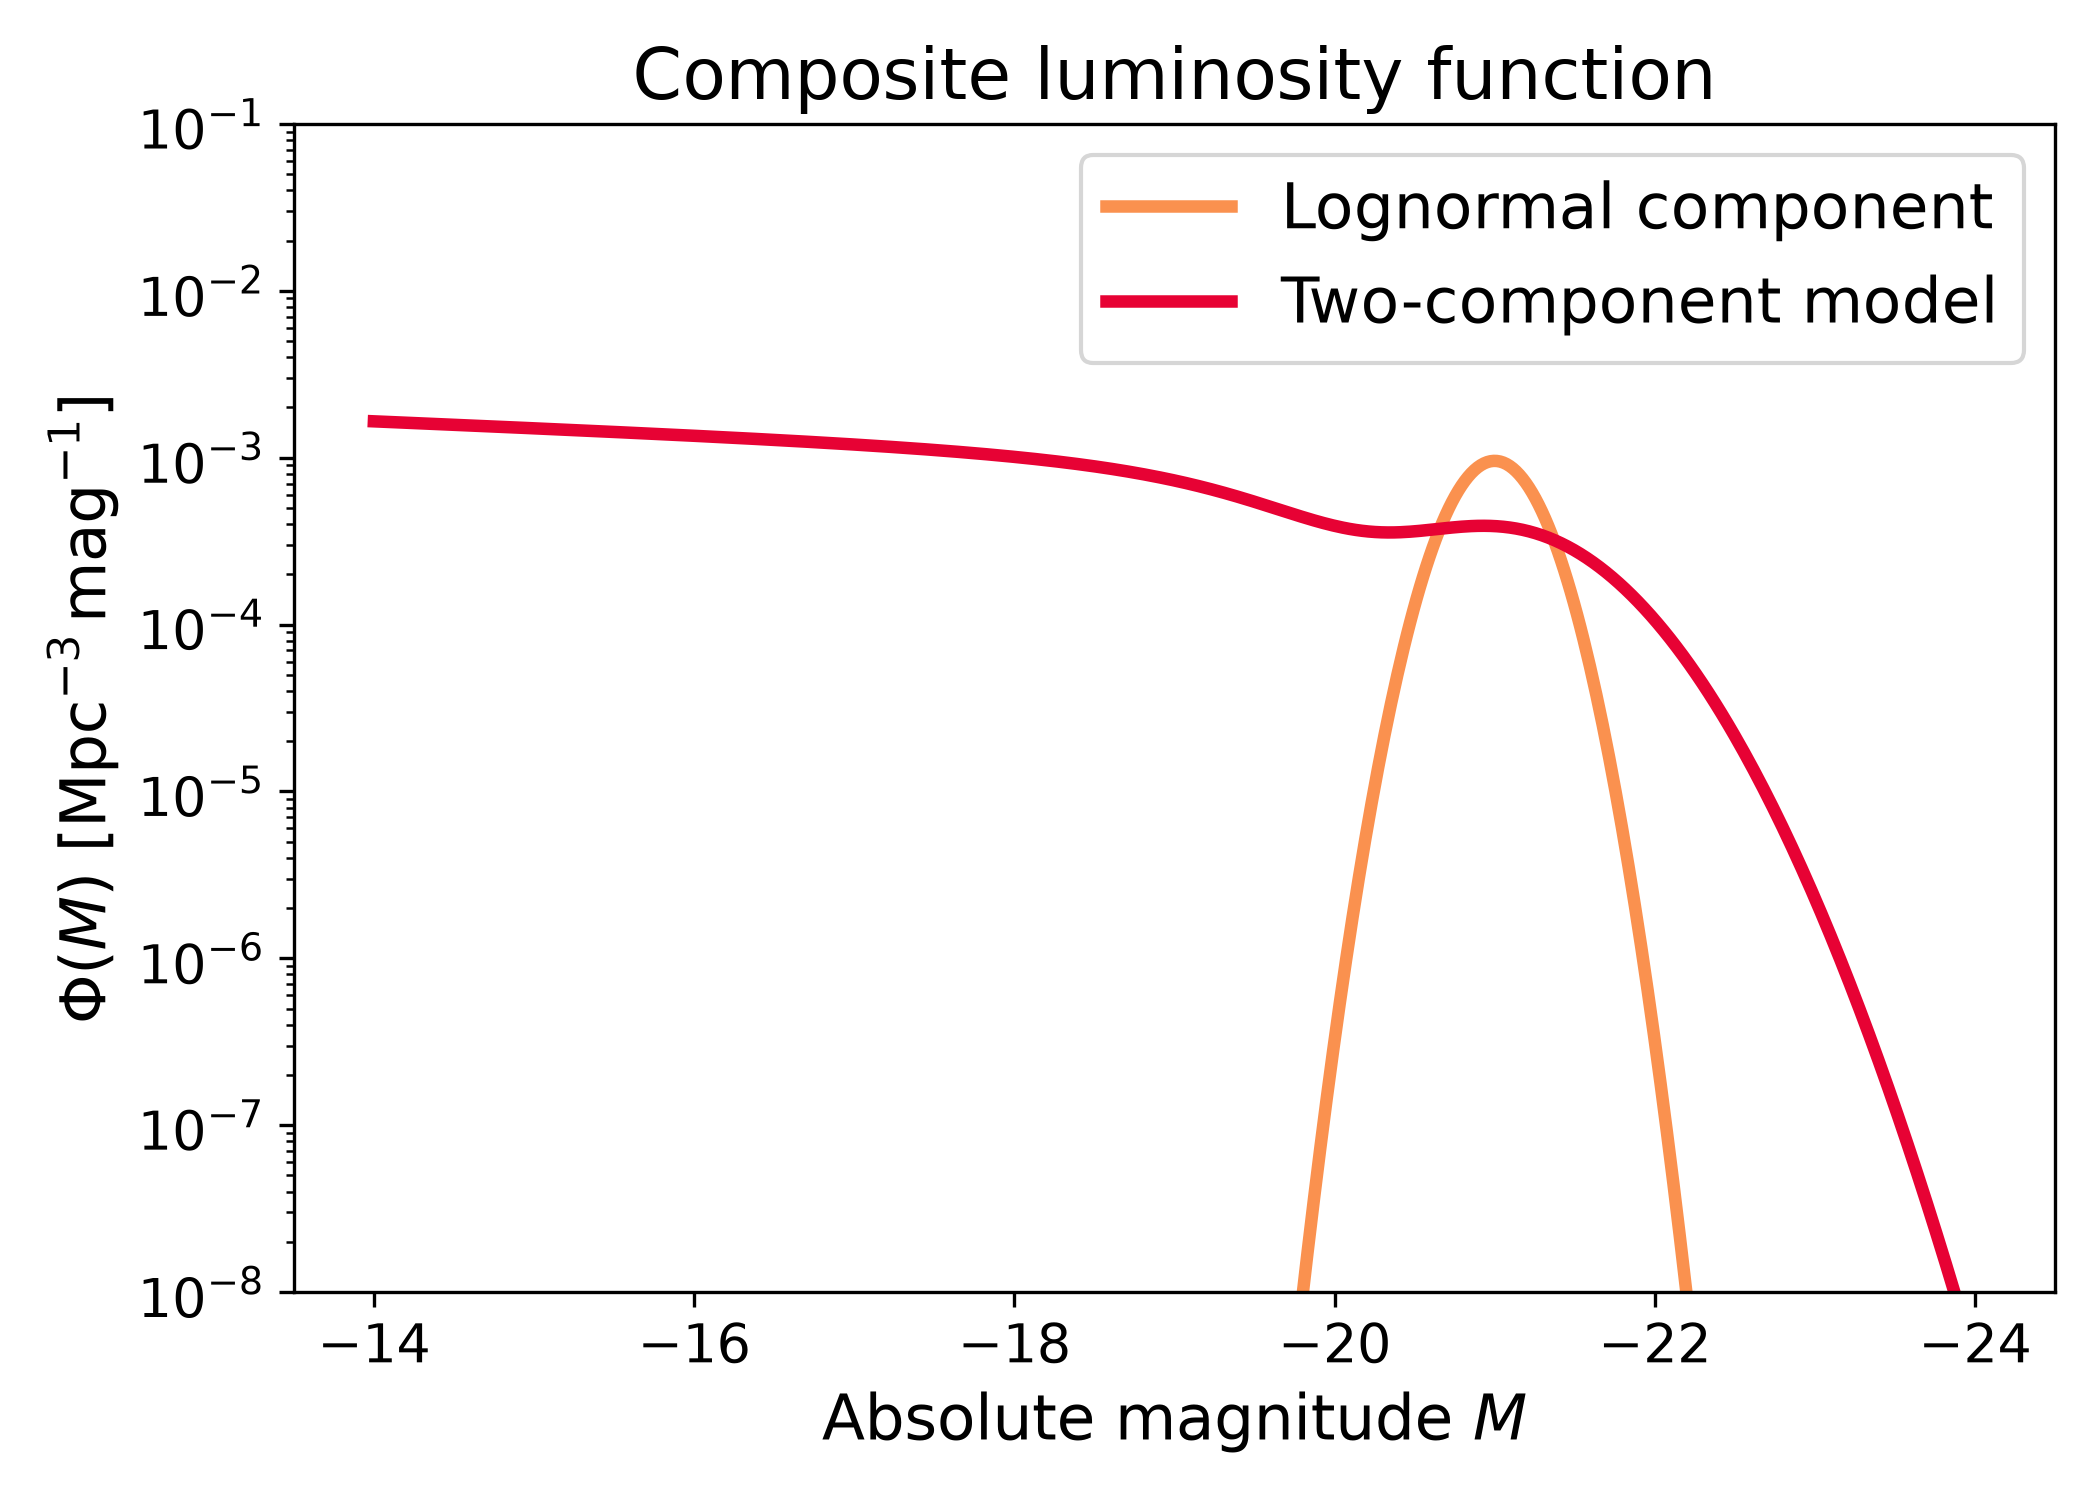 Composite luminosity function
Lognormal component
Two-component model
Φ(M) [Mpc⁻³ mag⁻¹]
10⁻¹
10⁻²
10⁻³
10⁻⁴
10⁻⁵
10⁻⁶
10⁻⁷
10⁻⁸
−14 −16 −18 −20 −22 −24
Absolute magnitude M